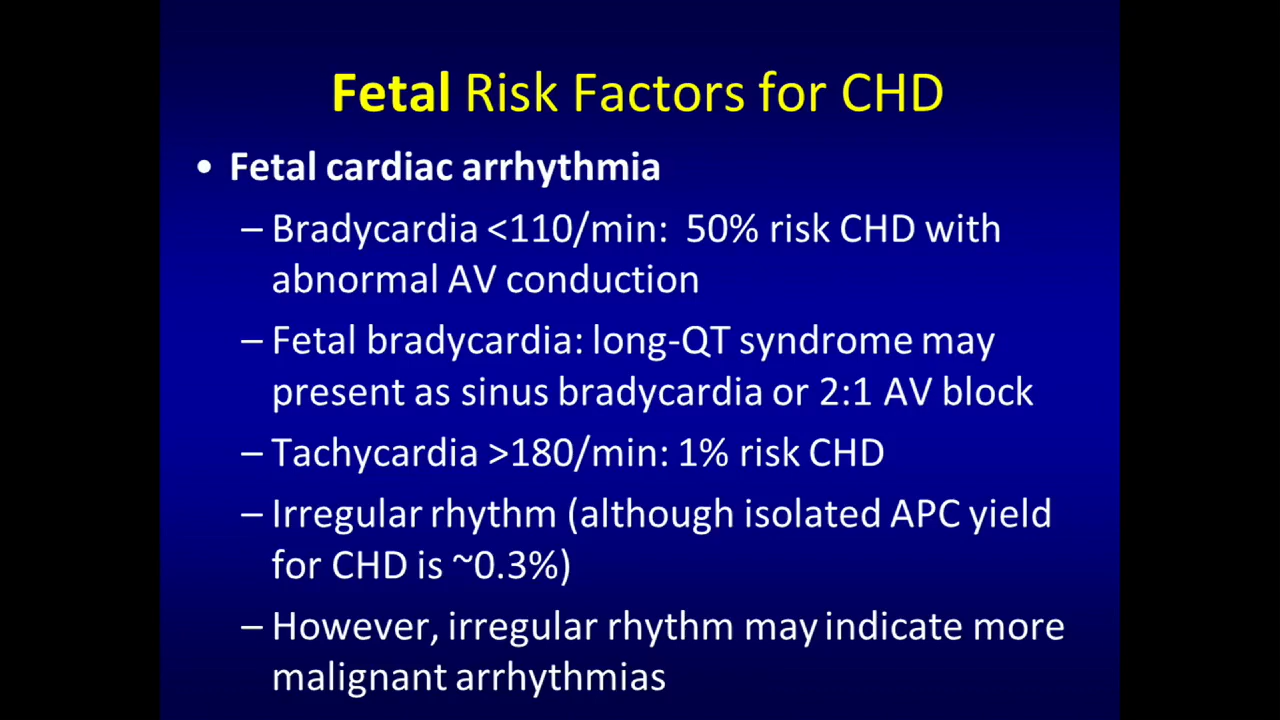 Fetal Risk Factors for CHD
• Fetal cardiac arrhythmia
– Bradycardia <110/min:  50% risk CHD with
abnormal AV conduction
– Fetal bradycardia: long-QT syndrome may
present as sinus bradycardia or 2:1 AV block
– Tachycardia >180/min: 1% risk CHD
– Irregular rhythm (although isolated APC yield
for CHD is ~0.3%)
– However, irregular rhythm may indicate more
malignant arrhythmias